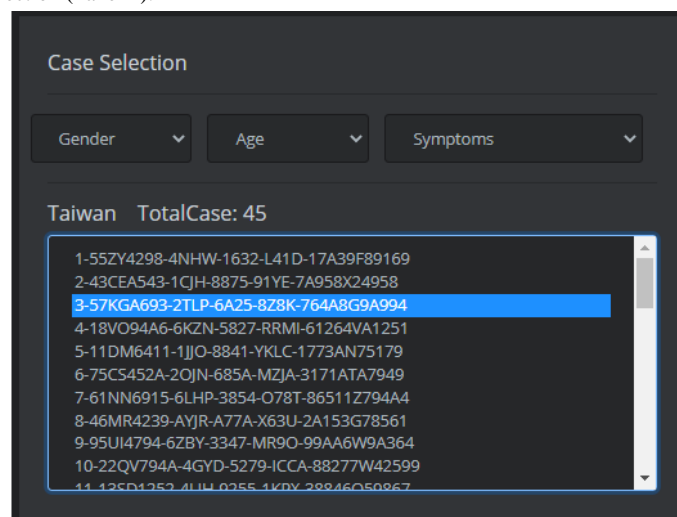 Case Selection
Gender Age Symptoms
Taiwan TotalCase: 45
1-55ZY4298-4NHW-1632-L41D-17A39F89169
2-43CEA543-1CJH-8875-91YE-7A958X24958
3-57KGA693-2TLP-6A25-8Z8K-764A8G9A994
4-18VO94A6-6KZN-5827-RRMI-61264VA1251
5-11DM6411-1JJO-8841-YKLC-1773AN75179
6-75CS452A-2OJN-685A-MZJA-3171ATA7949
7-61NN6915-6LHP-3854-O78T-86511Z794A4
8-46MR4239-AYJR-A77A-X63U-2A153G78561
9-95UI4794-6ZBY-3347-MR9O-99AA6W9A364
10-22QV794A-4GYD-5279-ICCA-88277W42599